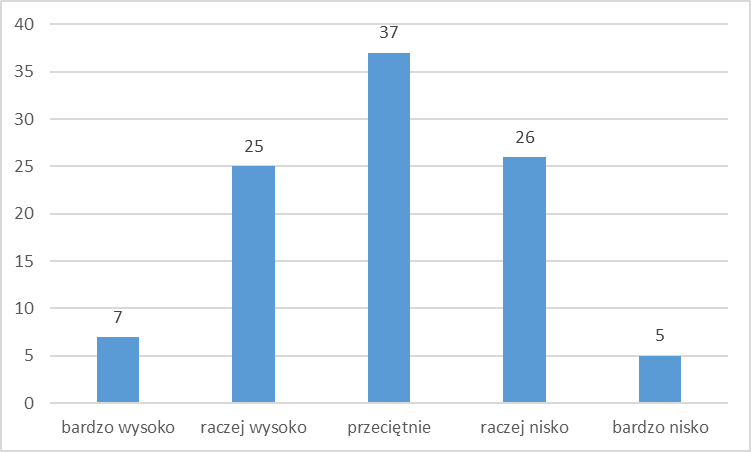 40
35
30
25
20
15
10
5
0
7
25
37
26
5
bardzo wysoko
raczej wysoko
przeciętnie
raczej nisko
bardzo nisko